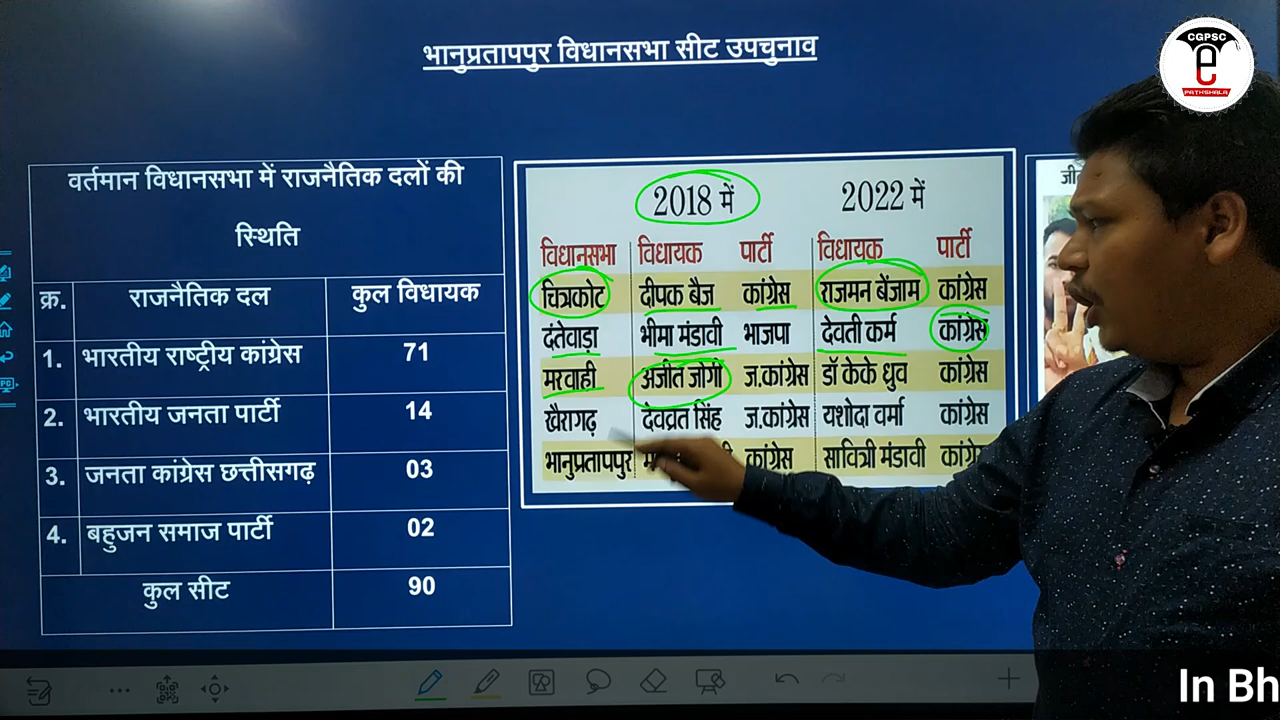 भानुप्रतापपुर विधानसभा सीट उपचुनाव
CGPSC
PATHSHALA
वर्तमान विधानसभा में राजनैतिक दलों की
स्थिति
क्र. राजनैतिक दल कुल विधायक
1. भारतीय राष्ट्रीय कांग्रेस 71
2. भारतीय जनता पार्टी 14
3. जनता कांग्रेस छत्तीसगढ़ 03
4. बहुजन समाज पार्टी 02
कुल सीट 90
2018 में 2022 में
विधानसभा विधायक पार्टी विधायक पार्टी
चित्रकोट दीपक बैज कांग्रेस राजमन बेंजाम कांग्रेस
दंतेवाड़ा भीमा मंडावी भाजपा देवती कर्म कांग्रेस
मरवाही अजीत जोगी ज.कांग्रेस डॉ केके ध्रुव कांग्रेस
खैरागढ़ देवव्रत सिंह ज.कांग्रेस यशोदा वर्मा कांग्रेस
भानुप्रतापपुर कांग्रेस सावित्री मंडावी
In Bh